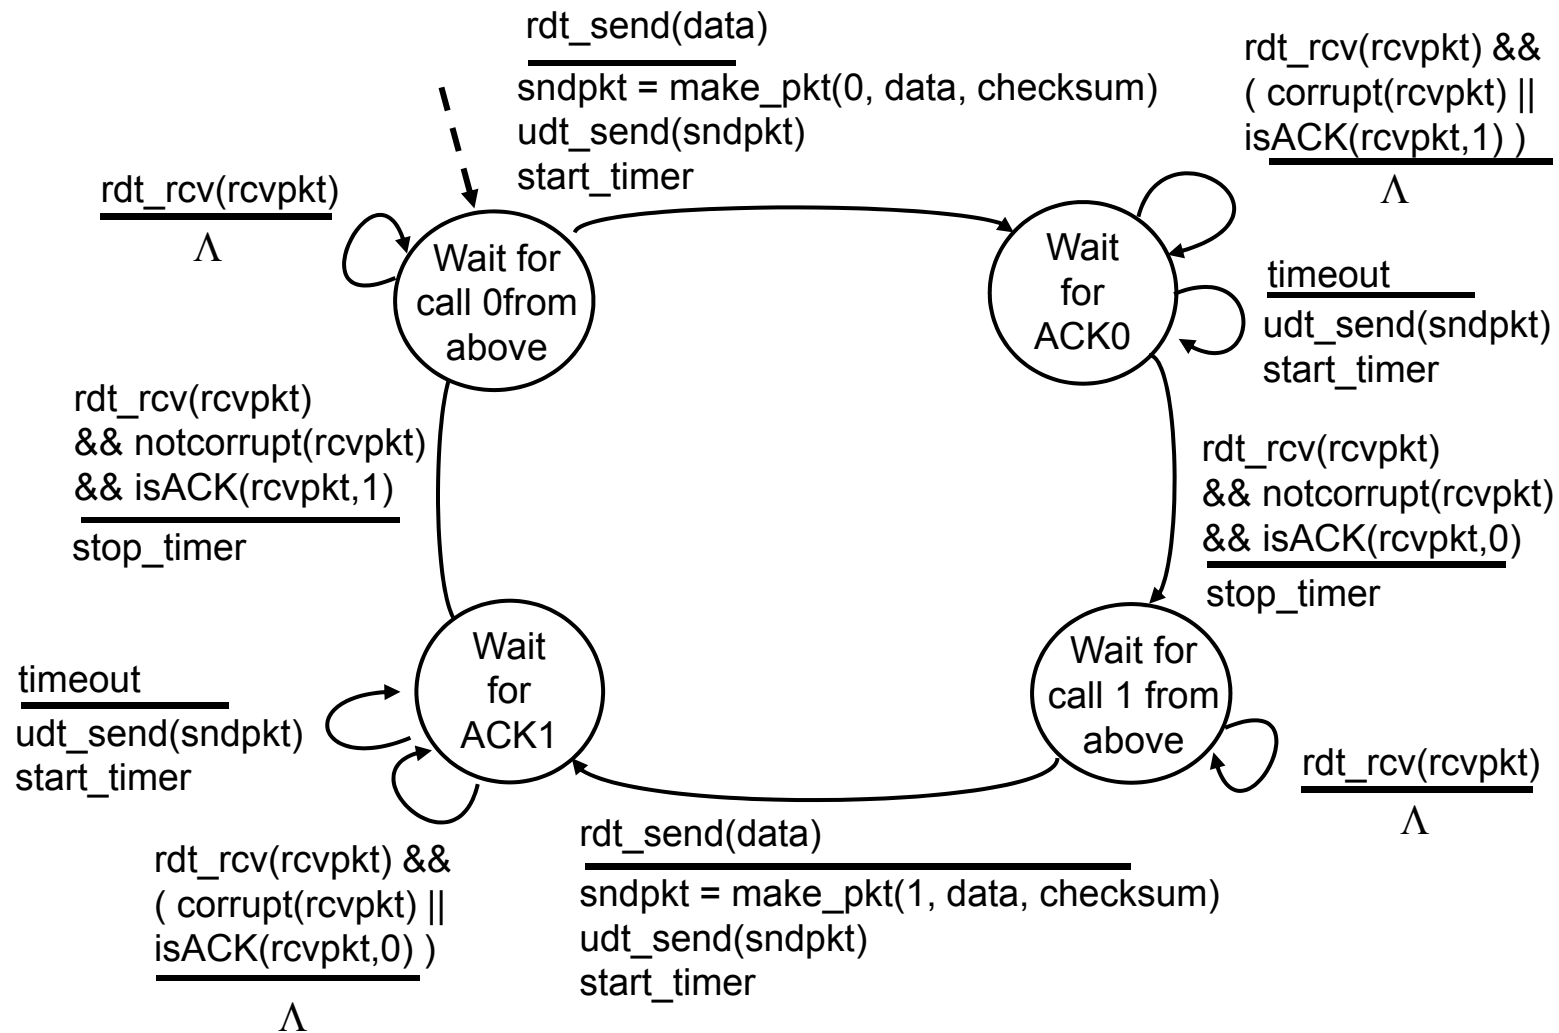 rdt_send(data)
sndpkt = make_pkt(0, data, checksum)
udt_send(sndpkt)
start_timer
rdt_rcv(rcvpkt) &&
( corrupt(rcvpkt) ||
isACK(rcvpkt,1) )
Λ
rdt_rcv(rcvpkt)
Λ
Wait for
call 0from
above
Wait
for
ACK0
timeout
udt_send(sndpkt)
start_timer
rdt_rcv(rcvpkt)
&& notcorrupt(rcvpkt)
&& isACK(rcvpkt,1)
stop_timer
rdt_rcv(rcvpkt)
&& notcorrupt(rcvpkt)
&& isACK(rcvpkt,0)
stop_timer
timeout
udt_send(sndpkt)
start_timer
Wait
for
ACK1
Wait for
call 1 from
above
rdt_rcv(rcvpkt)
Λ
rdt_rcv(rcvpkt) &&
( corrupt(rcvpkt) ||
isACK(rcvpkt,0) )
Λ
rdt_send(data)
sndpkt = make_pkt(1, data, checksum)
udt_send(sndpkt)
start_timer